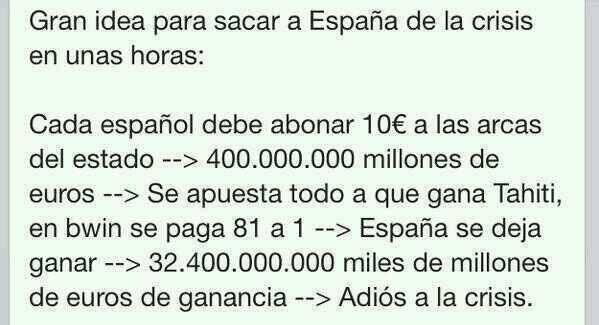 Gran idea para sacar a España de la crisis
en unas horas:
Cada español debe abonar 10€ a las arcas
del estado --> 400.000.000 millones de
euros --> Se apuesta todo a que gana Tahiti,
en bwin se paga 81 a 1 --> España se deja
ganar --> 32.400.000.000 miles de millones
de euros de ganancia --> Adiós a la crisis.